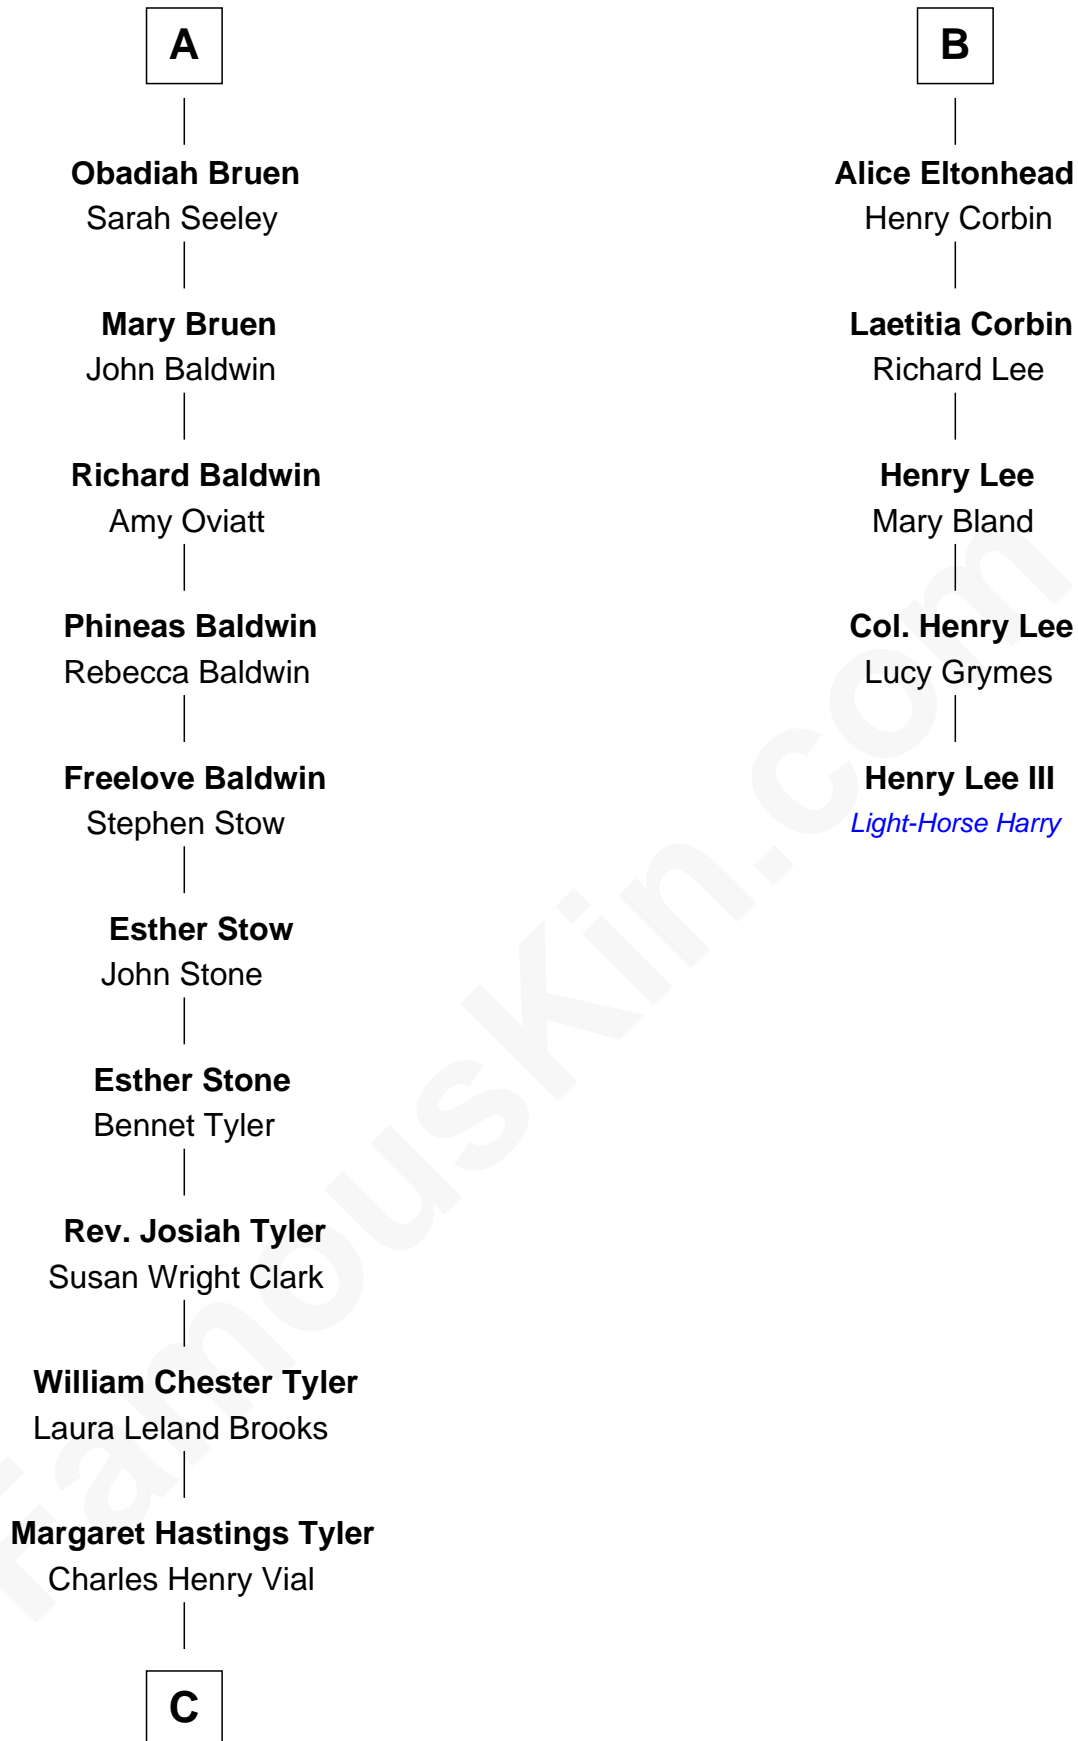 A
Obadiah Bruen
Sarah Seeley
Mary Bruen
John Baldwin
Richard Baldwin
Amy Oviatt
Phineas Baldwin
Rebecca Baldwin
Freelove Baldwin
Stephen Stow
Esther Stow
John Stone
Esther Stone
Bennet Tyler
Rev. Josiah Tyler
Susan Wright Clark
William Chester Tyler
Laura Leland Brooks
Margaret Hastings Tyler
Charles Henry Vial
C
B
Alice Eltonhead
Henry Corbin
Laetitia Corbin
Richard Lee
Henry Lee
Mary Bland
Col. Henry Lee
Lucy Grymes
Henry Lee III
Light-Horse Harry
FamousKin.com